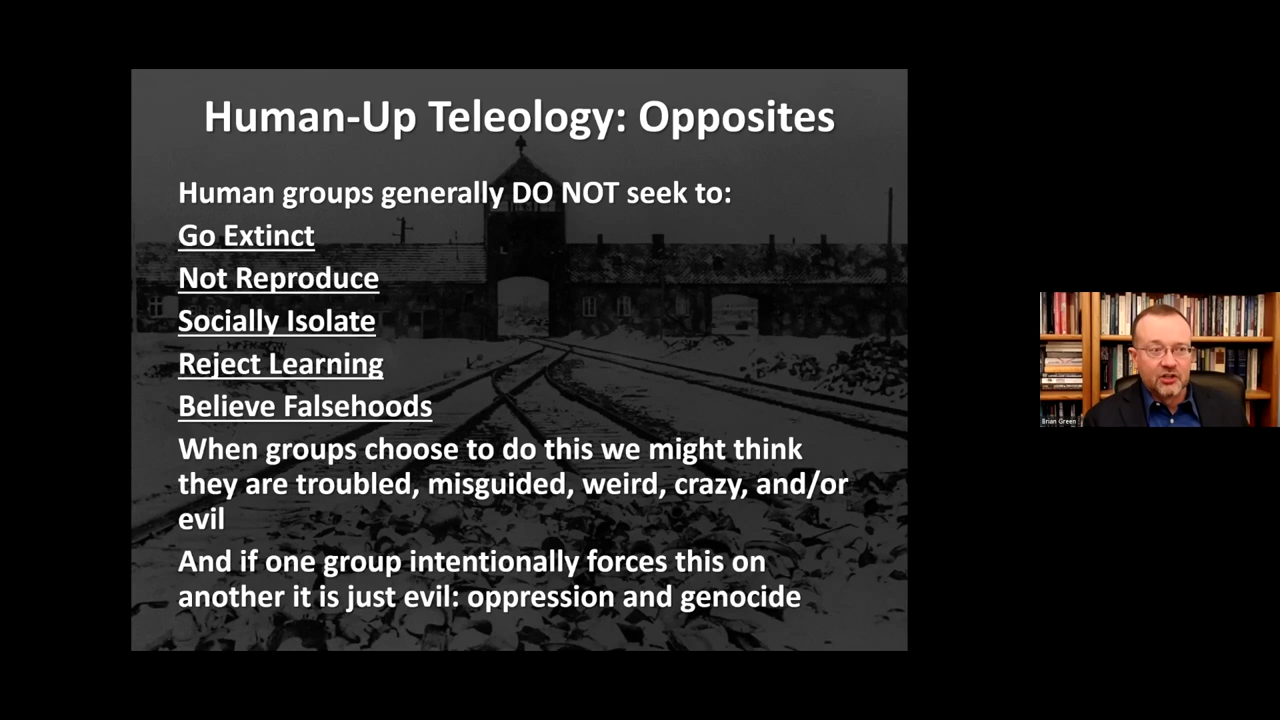 Human-Up Teleology: Opposites
Human groups generally DO NOT seek to:
Go Extinct
Not Reproduce
Socially Isolate
Reject Learning
Believe Falsehoods
When groups choose to do this we might think
they are troubled, misguided, weird, crazy, and/or
evil
And if one group intentionally forces this on
another it is just evil: oppression and genocide
Brian Green